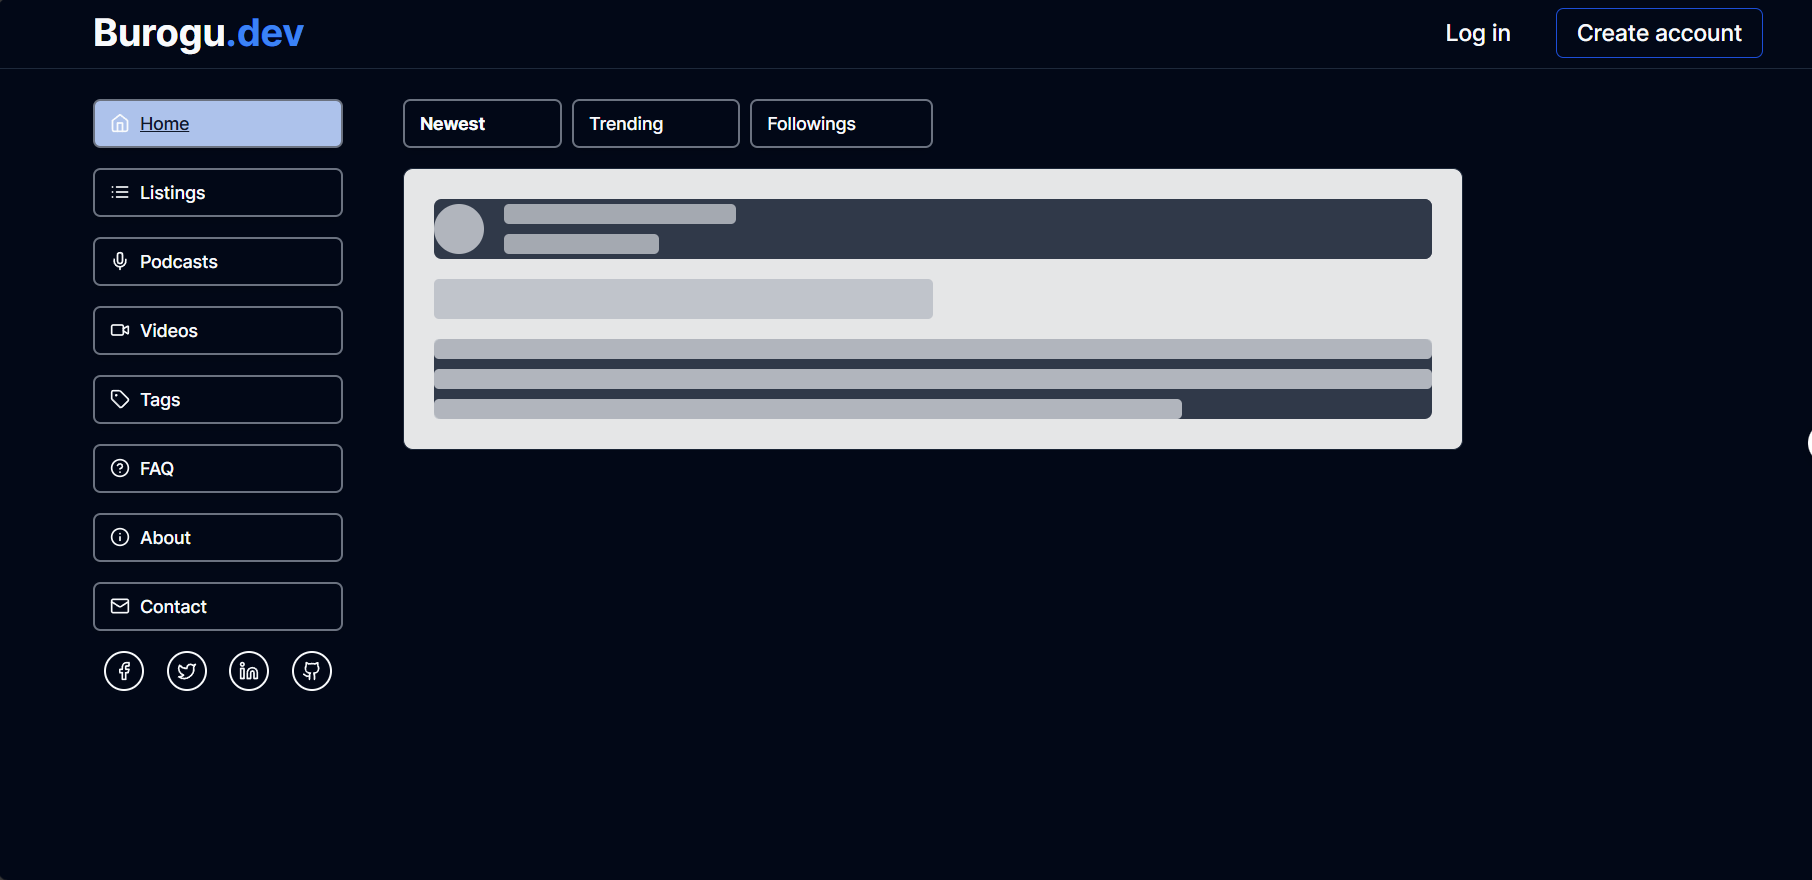 Burogu.dev
Log in
Create account
Home
Listings
Podcasts
Videos
Tags
FAQ
About
Contact
Newest
Trending
Followings